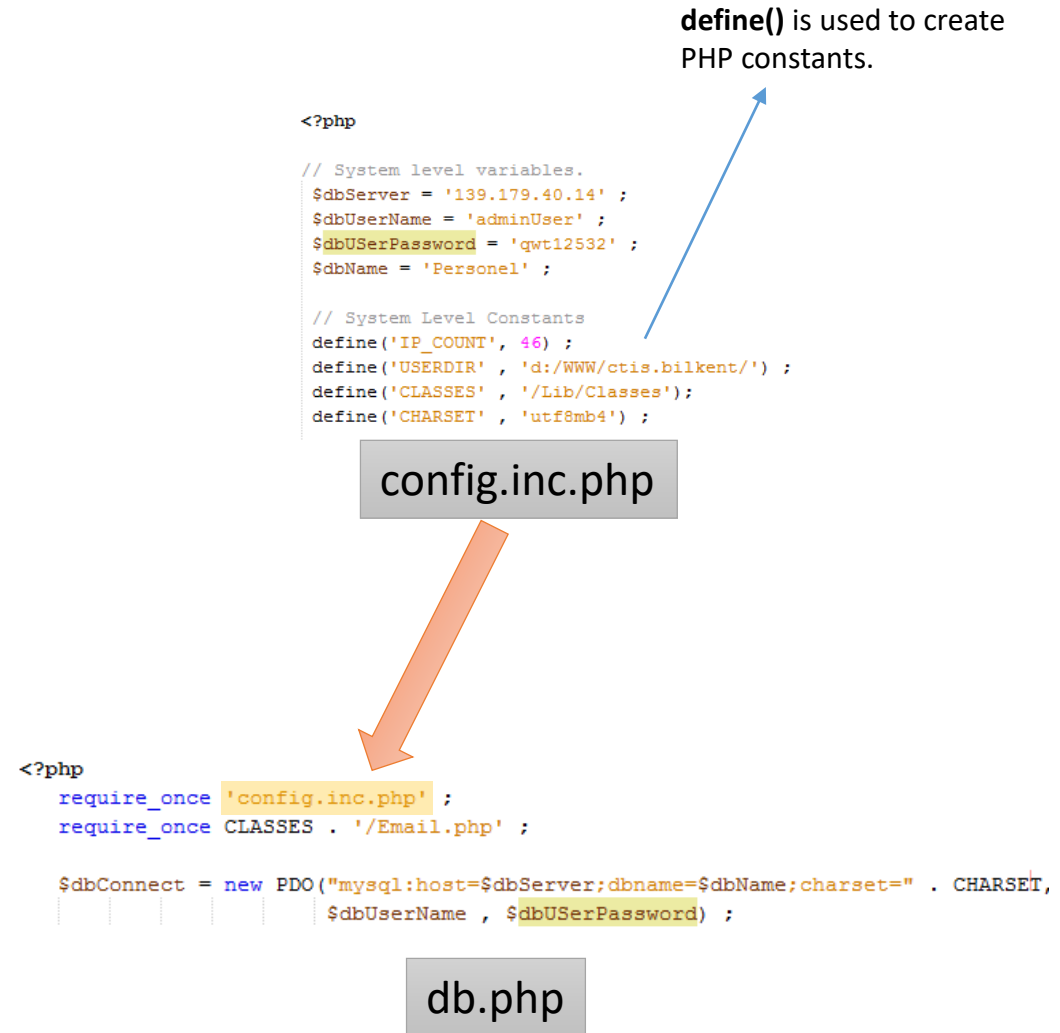 define() is used to create
PHP constants.
<?php
// System level variables.
$dbServer = '139.179.40.14' ;
$dbUserName = 'adminUser' ;
$dbUSerPassword = 'qwt12532' ;
$dbName = 'Personel' ;
// System Level Constants
define('IP_COUNT', 46) ;
define('USERDIR' , 'd:/WWW/ctis.bilkent/') ;
define('CLASSES' , '/Lib/Classes');
define('CHARSET' , 'utf8mb4') ;
config.inc.php
<?php
require_once 'config.inc.php' ;
require_once CLASSES . '/Email.php' ;
$dbConnect = new PDO("mysql:host=$dbServer;dbname=$dbName;charset=" . CHARSET,
$dbUserName , $dbUSerPassword) ;
db.php